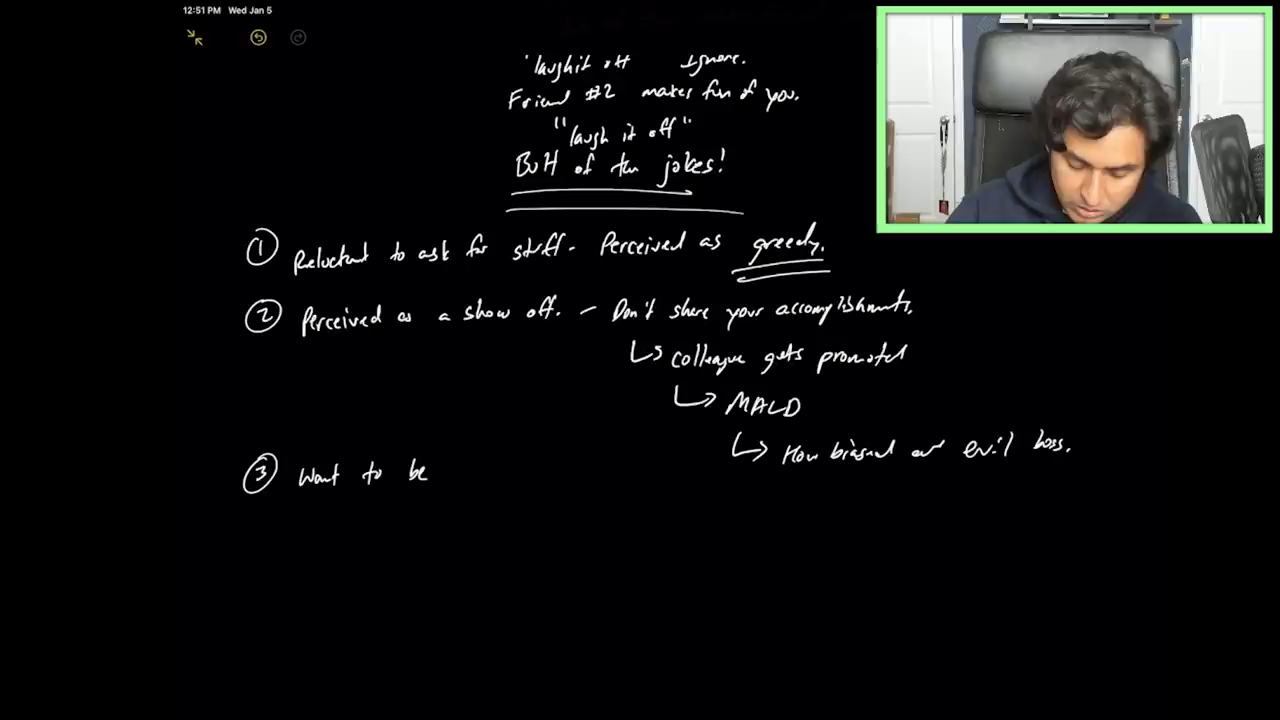 12:51 PM Wed Jan 5
"laugh it off Ignore.
Friend #2 makes fun of you.
"laugh it off"
Butt of the jokes!
① Reluctant to ask for stuff. Perceived as greedy.
② Perceived as a show off. - Don't share your accomplishments.
↳ colleague gets promoted
↳ MALD
↳ How biased and evil boss.
③ Want to be